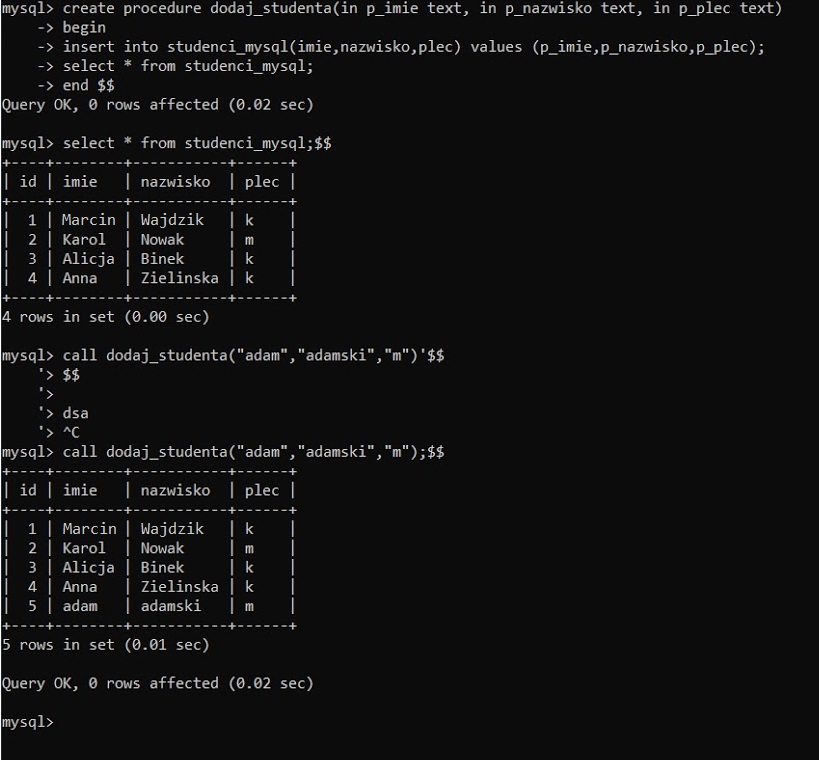 mysql> create procedure dodaj_studenta(in p_imie text, in p_nazwisko text, in p_plec text)
    -> begin
    -> insert into studenci_mysql(imie,nazwisko,plec) values (p_imie,p_nazwisko,p_plec);
    -> select * from studenci_mysql;
    -> end $$
Query OK, 0 rows affected (0.02 sec)

mysql> select * from studenci_mysql;$$
+----+--------+-----------+------+
| id | imie   | nazwisko  | plec |
+----+--------+-----------+------+
|  1 | Marcin | Wajdzik   | k    |
|  2 | Karol  | Nowak     | m    |
|  3 | Alicja | Binek     | k    |
|  4 | Anna   | Zielinska | k    |
+----+--------+-----------+------+
4 rows in set (0.00 sec)

mysql> call dodaj_studenta("adam","adamski","m")'$$
    '> $$
    '>
    '> dsa
    '> ^C
mysql> call dodaj_studenta("adam","adamski","m");$$
+----+--------+-----------+------+
| id | imie   | nazwisko  | plec |
+----+--------+-----------+------+
|  1 | Marcin | Wajdzik   | k    |
|  2 | Karol  | Nowak     | m    |
|  3 | Alicja | Binek     | k    |
|  4 | Anna   | Zielinska | k    |
|  5 | adam   | adamski   | m    |
+----+--------+-----------+------+
5 rows in set (0.01 sec)

Query OK, 0 rows affected (0.02 sec)

mysql>